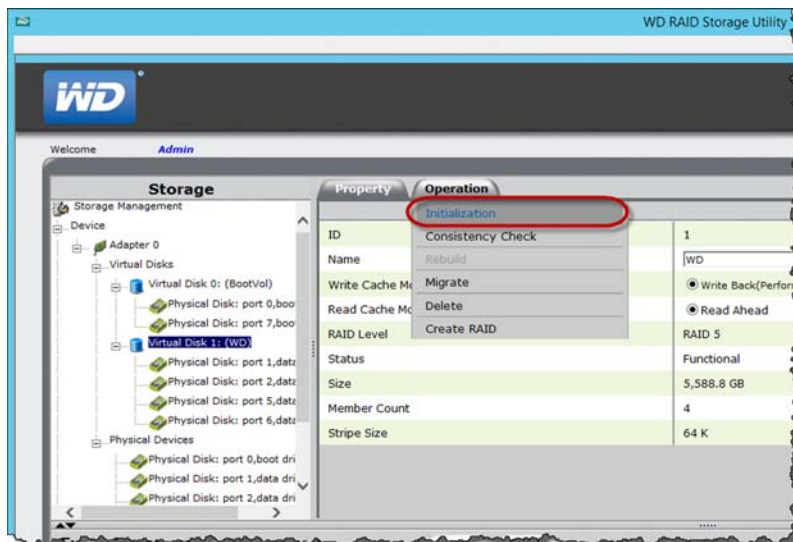 WD RAID Storage Utility
WD
Welcome Admin
Storage
Storage Management
Device
Adapter 0
Virtual Disks
Virtual Disk 0: (BootVol)
Physical Disk: port 0,boo
Physical Disk: port 7,boo
Virtual Disk 1: (WD)
Physical Disk: port 1,data
Physical Disk: port 2,data
Physical Disk: port 5,data
Physical Disk: port 6,data
Physical Devices
Physical Disk: port 0,boot dri
Physical Disk: port 1,data dri
Physical Disk: port 2,data dri
Property Operation
Initialization
Consistency Check
Rebuild
Migrate
Delete
Create RAID
ID 1
Name WD
Write Cache Mo Write Back(Perfor
Read Cache Mo Read Ahead
RAID Level RAID 5
Status Functional
Size 5,588.8 GB
Member Count 4
Stripe Size 64 K